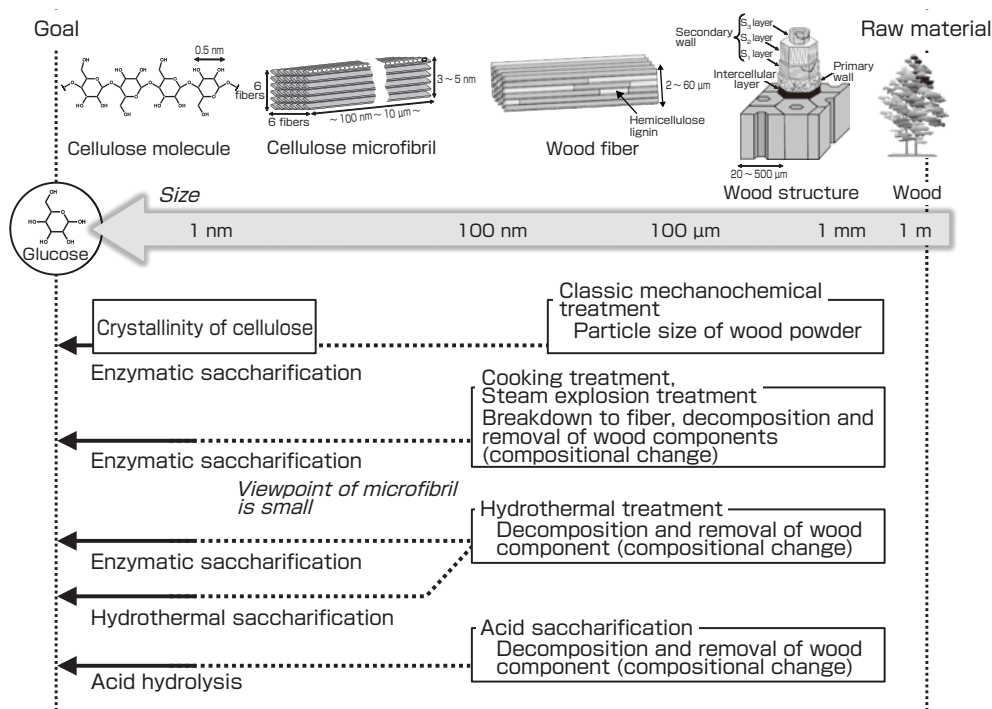 Goal
Raw material
0.5 nm
OH
HO
O
6
fibers
6 fibers
~100 nm~10 µm~
3~5 nm
Cellulose molecule
Cellulose microfibril
2~60 µm
Hemicellulose
lignin
Wood fiber
Secondary
wall
S3 layer
S2 layer
S1 layer
Intercellular
layer
Primary
wall
20~500 µm
Wood structure
Wood
Size
Glucose
1 nm
100 nm
100 µm
1 mm
1 m
Classic mechanochemical
treatment
Particle size of wood powder
Crystallinity of cellulose
Enzymatic saccharification
Cooking treatment,
Steam explosion treatment
Breakdown to fiber, decomposition and
removal of wood components
(compositional change)
Enzymatic saccharification
Viewpoint of microfibril
is small
Hydrothermal treatment
Decomposition and removal of wood
component (compositional change)
Enzymatic saccharification
Hydrothermal saccharification
Acid saccharification
Decomposition and removal of wood
component (compositional change)
Acid hydrolysis